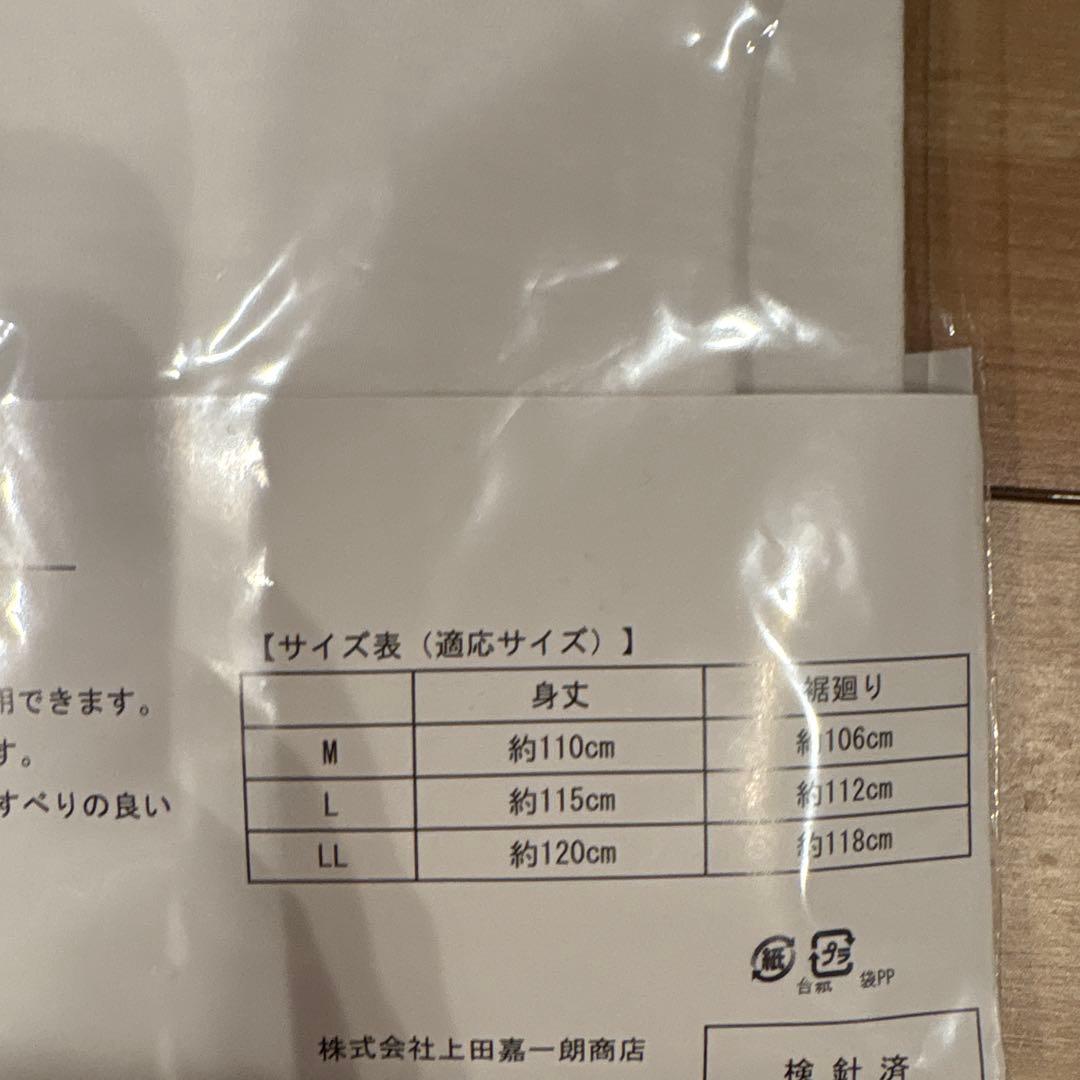 【サイズ表（適応サイズ）】
身丈 裾廻り
M 約110cm 約106cm
L 約115cm 約112cm
LL 約120cm 約118cm
用できます。
す。
すべりの良い
紙 プラ
台紙 袋PP
株式会社上田嘉一朗商店
検針済